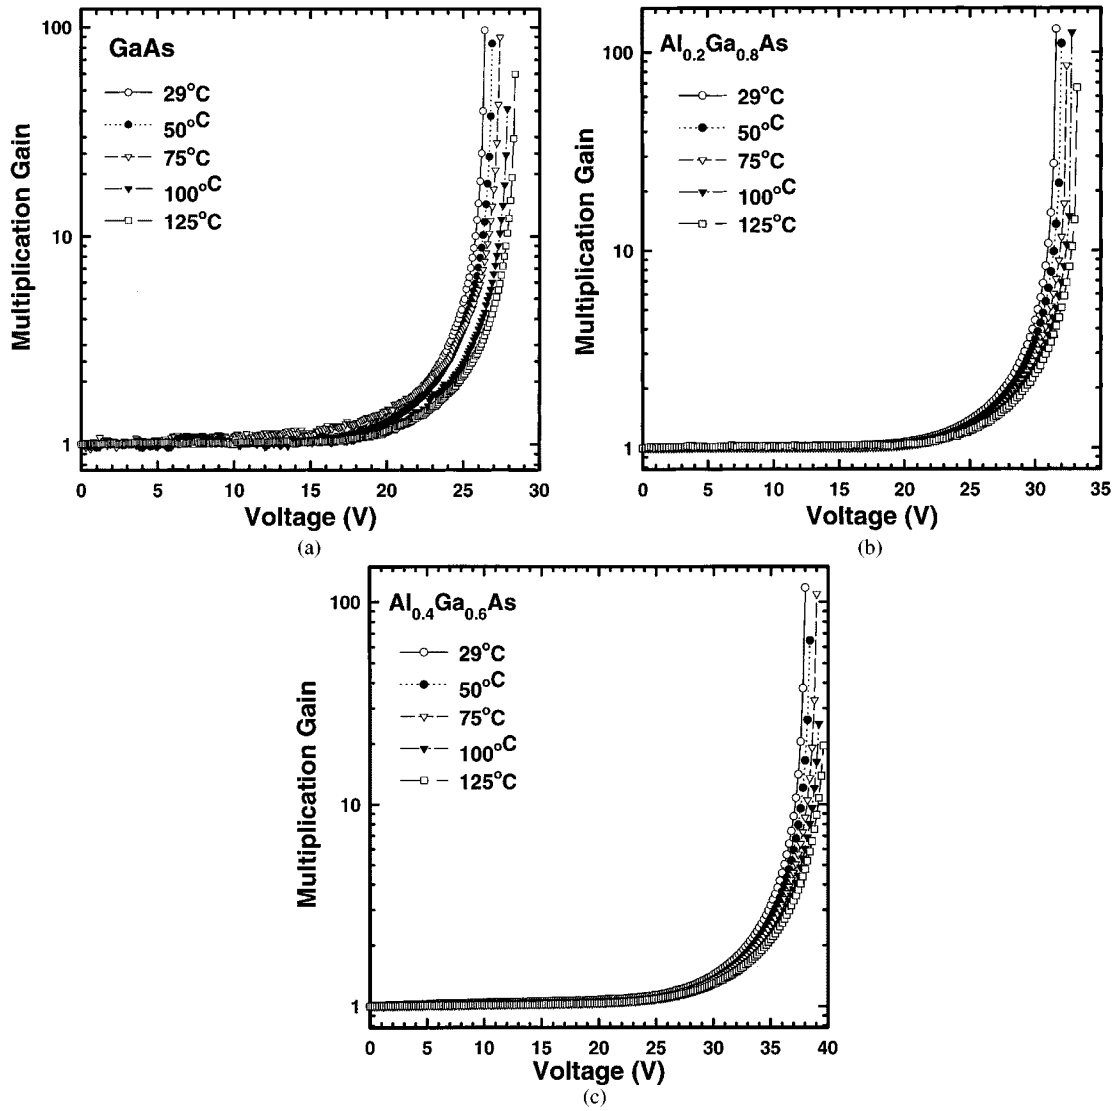 GaAs
29°C
50°C
75°C
100°C
125°C
100
10
1
Multiplication Gain
0 5 10 15 20 25 30
Voltage (V)
(a)
Al0.2Ga0.8As
29°C
50°C
75°C
100°C
125°C
100
10
1
Multiplication Gain
0 5 10 15 20 25 30 35
Voltage (V)
(b)
Al0.4Ga0.6As
29°C
50°C
75°C
100°C
125°C
100
10
1
Multiplication Gain
0 5 10 15 20 25 30 35 40
Voltage (V)
(c)